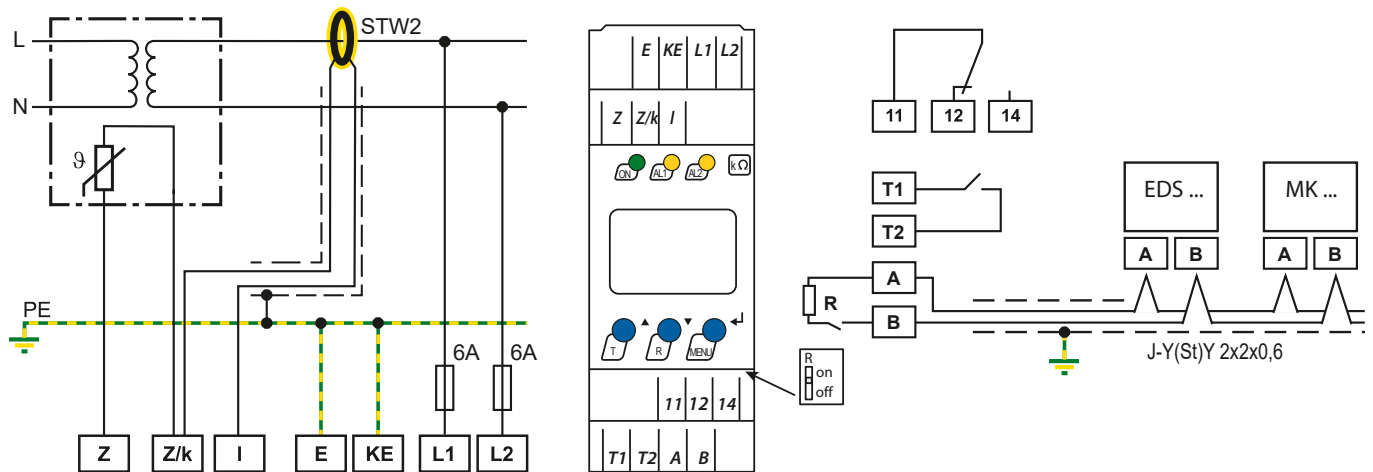 L
N
STW2
ϑ
PE
6A 6A
Z Z/k I E KE L1 L2
E KE L1 L2
Z Z/k I
ON AL1 AL2 kΩ
T R MENU
11 12 14
T1 T2 A B
R
on
off
11 12 14
T1
T2
A
B
R
EDS ... MK ...
A B A B
J-Y(St)Y 2x2x0,6